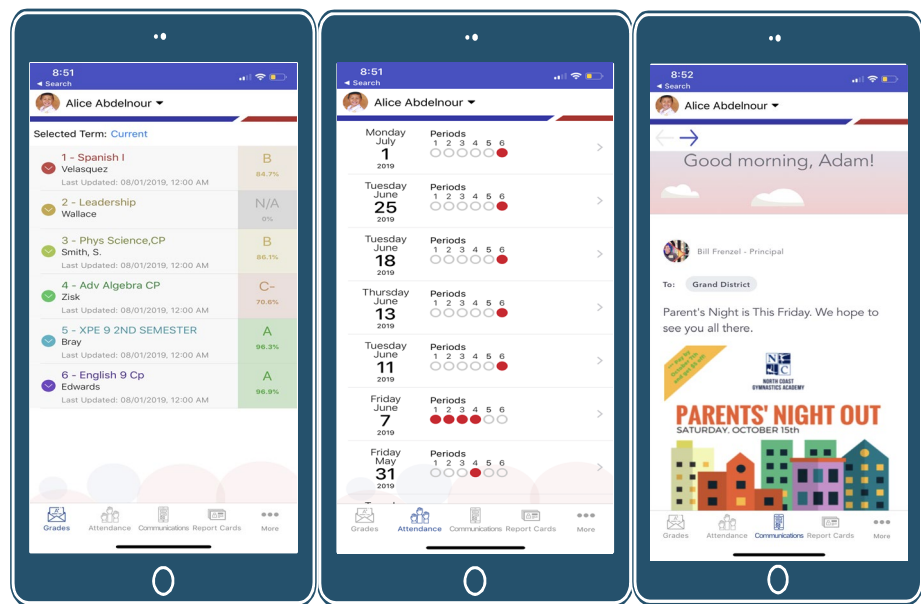 8:51
◄ Search
Alice Abdelnour
Selected Term: Current
1 - Spanish I
Velasquez
Last Updated: 08/01/2019, 12:00 AM
B
84.7%
2 - Leadership
Wallace
N/A
0%
3 - Phys Science,CP
Smith, S.
Last Updated: 08/01/2019, 12:00 AM
B
86.1%
4 - Adv Algebra CP
Zisk
Last Updated: 08/01/2019, 12:00 AM
C-
70.6%
5 - XPE 9 2ND SEMESTER
Bray
Last Updated: 08/01/2019, 12:00 AM
A
96.3%
6 - English 9 Cp
Edwards
Last Updated: 08/01/2019, 12:00 AM
A
96.9%
Grades
Attendance
Communications
Report Cards
More
8:51
◄ Search
Alice Abdelnour
Monday
July
1
2019
Periods
1 2 3 4 5 6
Tuesday
June
25
2019
Periods
1 2 3 4 5 6
Tuesday
June
18
2019
Periods
1 2 3 4 5 6
Thursday
June
13
2019
Periods
1 2 3 4 5 6
Tuesday
June
11
2019
Periods
1 2 3 4 5 6
Friday
June
7
2019
Periods
1 2 3 4 5 6
Friday
May
31
2019
Periods
1 2 3 4 5 6
Grades
Attendance
Communications
Report Cards
More
8:52
◄ Search
Alice Abdelnour
Good morning, Adam!
Bill Frenzel - Principal
To: Grand District
Parent's Night is This Friday. We hope to
see you all there.
NORTH COAST
GYMNASTICS ACADEMY
PARENTS' NIGHT OUT
SATURDAY. OCTOBER 15th
Grades
Attendance
Communications
Report Cards
More